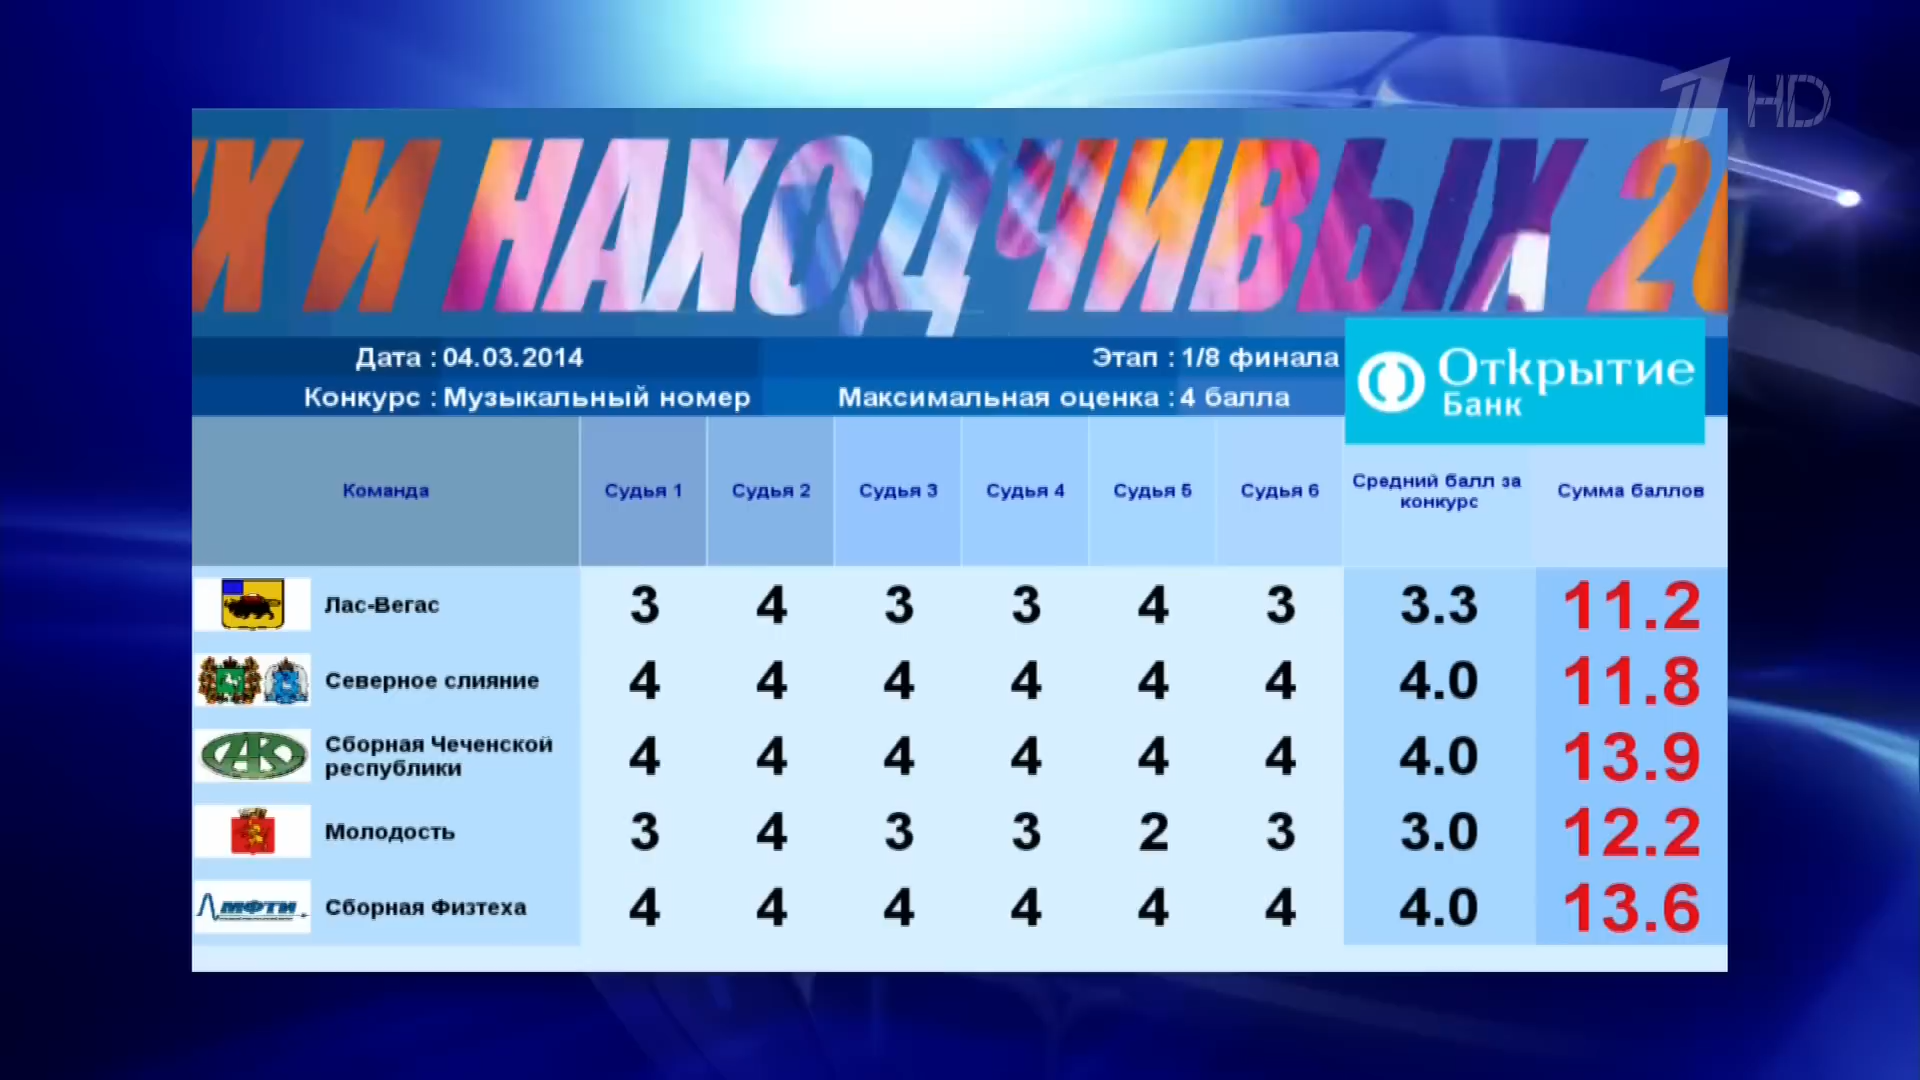 HD
Х И НАХОДЧИВЫХ 20
Дата : 04.03.2014
Этап : 1/8 финала
Конкурс : Музыкальный номер
Максимальная оценка : 4 балла
Открытие
Банк
Команда Судья 1 Судья 2 Судья 3 Судья 4 Судья 5 Судья 6 Средний балл за конкурс Сумма баллов
Лас-Вегас 3 4 3 3 4 3 3.3 11.2
Северное слияние 4 4 4 4 4 4 4.0 11.8
Сборная Чеченской республики 4 4 4 4 4 4 4.0 13.9
Молодость 3 4 3 3 2 3 3.0 12.2
МФТИ Сборная Физтеха 4 4 4 4 4 4 4.0 13.6